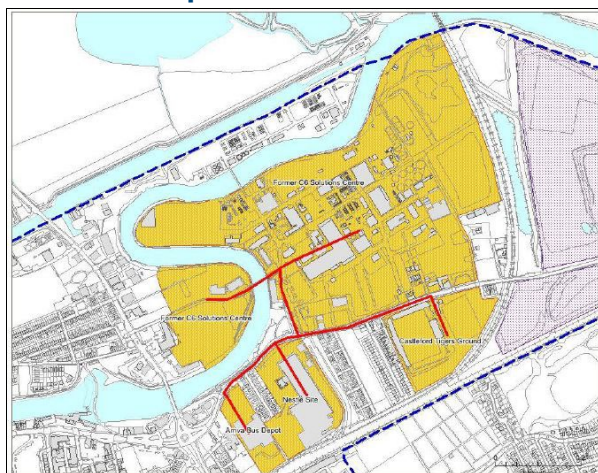 Former C6 Solutions Centre
Former C6 Solutions Centre
Castleford Tigers Ground
Nestle Site
Arriva Bus Depot